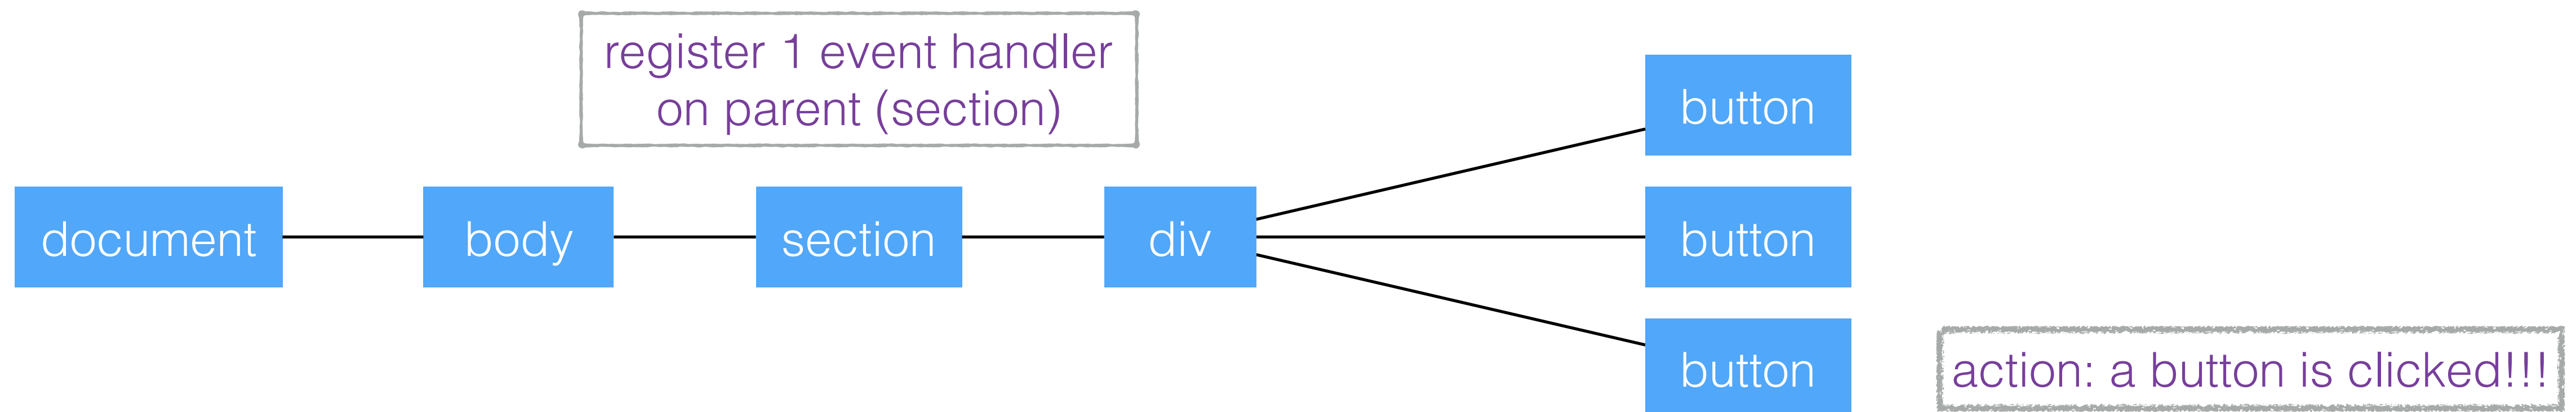 register 1 event handler
on parent (section)
button
document
body
section
div
button
button
action: a button is clicked!!!